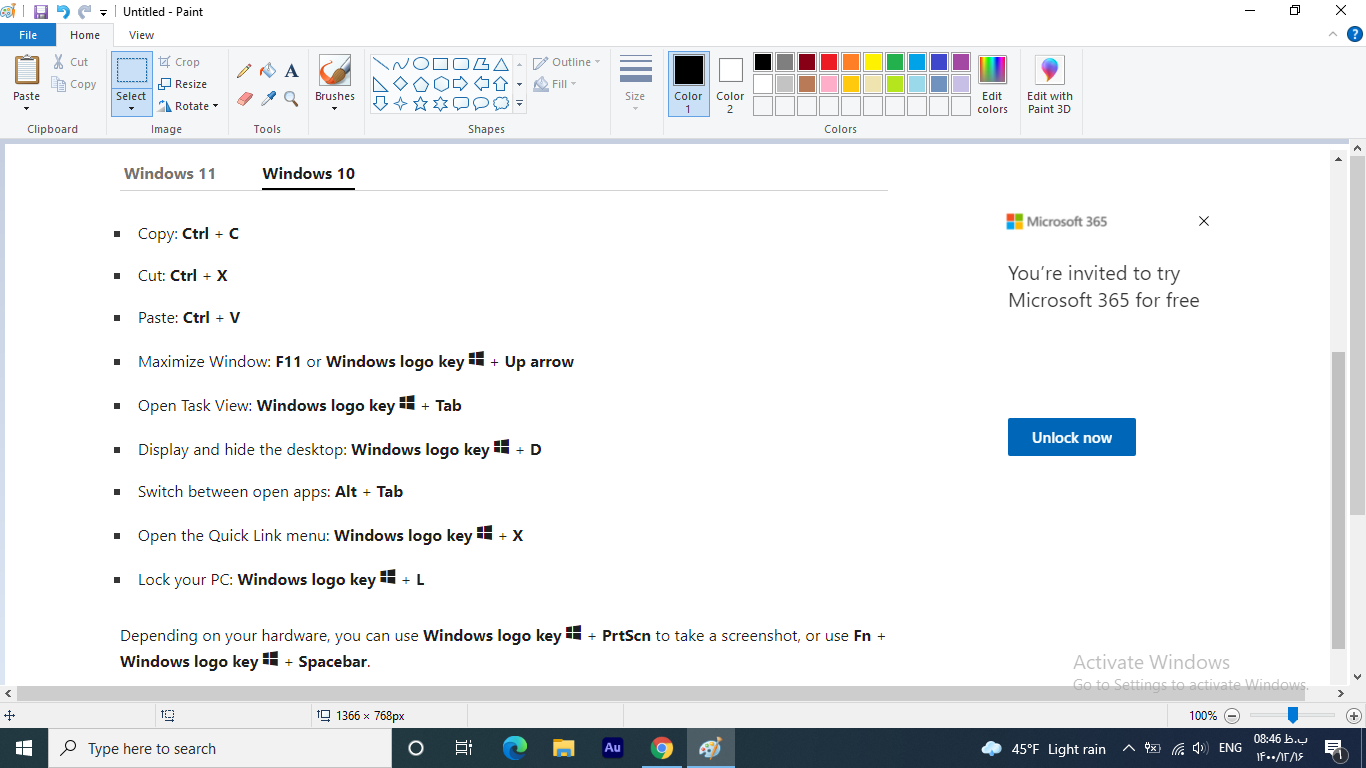 Untitled - Paint
File Home View
Paste
Cut
Copy
Clipboard
Select
Crop
Resize
Rotate
Image
A
Tools
Brushes
Outline
Fill
Shapes
Size
Color 1
Color 2
Edit colors
Colors
Edit with Paint 3D
Windows 11 Windows 10
Copy: Ctrl + C
Cut: Ctrl + X
Paste: Ctrl + V
Maximize Window: F11 or Windows logo key + Up arrow
Open Task View: Windows logo key + Tab
Display and hide the desktop: Windows logo key + D
Switch between open apps: Alt + Tab
Open the Quick Link menu: Windows logo key + X
Lock your PC: Windows logo key + L
Depending on your hardware, you can use Windows logo key + PrtScn to take a screenshot, or use Fn +
Windows logo key + Spacebar.
Microsoft 365
You’re invited to try
Microsoft 365 for free
Unlock now
Activate Windows
Go to Settings to activate Windows.
1366 × 768px
100%
Type here to search
Au
45°F Light rain
ENG
08:46 ب.ظ
۱۴۰۰/۱۲/۱۶
1